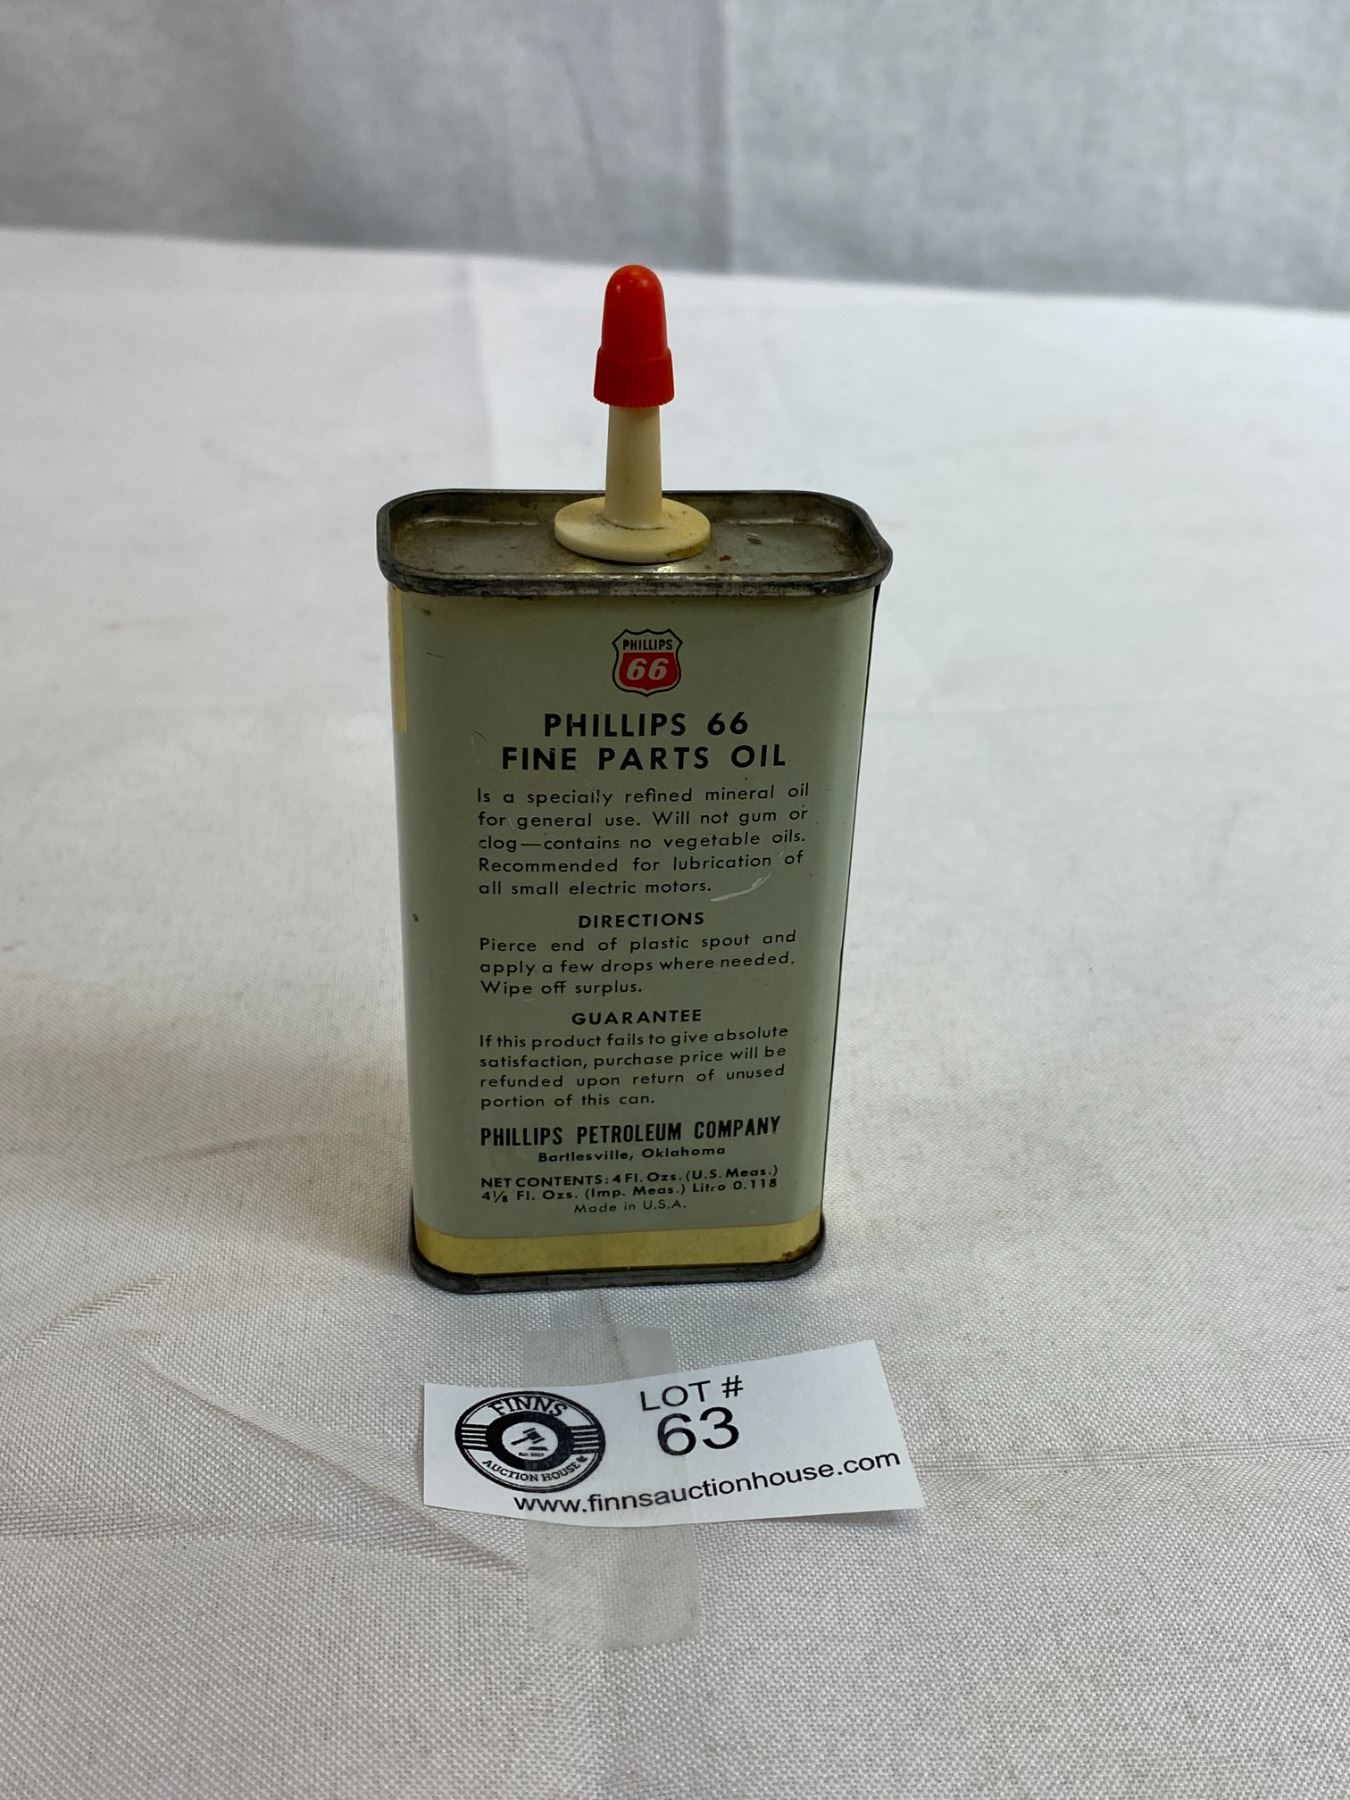 PHILLIPS
66
PHILLIPS 66
FINE PARTS OIL
Is a specially refined mineral oil
for general use. Will not gum or
clog—contains no vegetable oils.
Recommended for lubrication of
all small electric motors.
DIRECTIONS
Pierce end of plastic spout and
apply a few drops where needed.
Wipe off surplus.
GUARANTEE
If this product fails to give absolute
satisfaction, purchase price will be
refunded upon return of unused
portion of this can.
PHILLIPS PETROLEUM COMPANY
Bartlesville, Oklahoma
NET CONTENTS: 4 Fl. Ozs. (U.S. Meas.)
4⅛ Fl. Ozs. (Imp. Meas.) Litro 0.118
Made in U.S.A.
FINNS
AUCTION HOUSE
LOT #
63
www.finnsauctionhouse.com